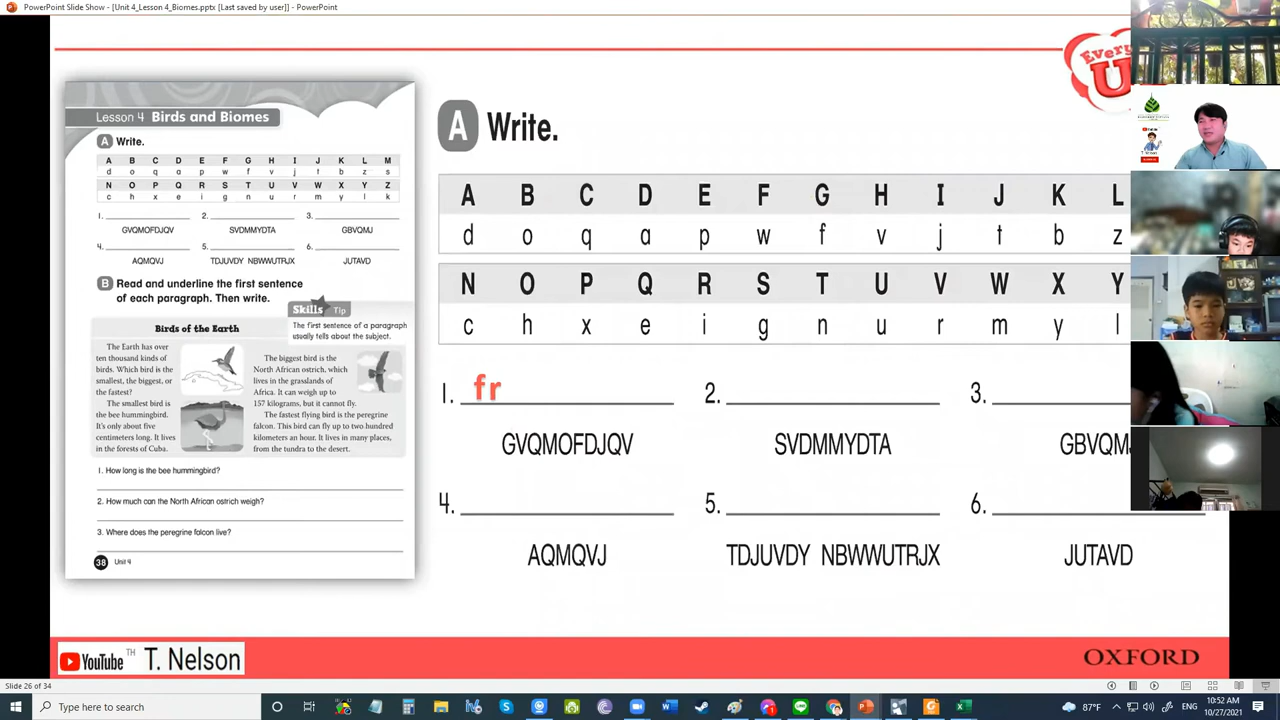 PowerPoint Slide Show - [Unit 4_Lesson 4_Biomes.pptx [Last saved by user]] - PowerPoint
Every
U
Lesson 4 Birds and Biomes
A Write.
A B C D E F G H I J K L M
d o q a p w f v j t b z s
N O P Q R S T U V W X Y Z
c h x e i g n u r m y l k
1. 2. 3.
GVQMOFDJQV SVDMMYDTA GBVQMJ
4. 5. 6.
AQMQVJ TDJUVDY NBWWUTRJX JUTAVD
B Read and underline the first sentence
of each paragraph. Then write.
Skills Tip
The first sentence of a paragraph
usually tells about the subject.
Birds of the Earth
The Earth has over
ten thousand kinds of
birds. Which bird is the
smallest, the biggest, or
the fastest?
The smallest bird is
the bee hummingbird.
It's only about five
centimeters long. It lives
in the forests of Cuba.
The biggest bird is the
North African ostrich, which
lives in the grasslands of
Africa. It can weigh up to
157 kilograms, but it cannot fly.
The fastest flying bird is the peregrine
falcon. This bird can fly up to two hundred
kilometers an hour. It lives in many places,
from the tundra to the desert.
1. How long is the bee hummingbird?
2. How much can the North African ostrich weigh?
3. Where does the peregrine falcon live?
38 Unit 4
A Write.
A B C D E F G H I J K L
d o q a p w f v j t b z
N O P Q R S T U V W X Y
c h x e i g n u r m y l
1. fr 2. 3.
GVQMOFDJQV SVDMMYDTA GBVQM
4. 5. 6.
AQMQVJ TDJUVDY NBWWUTRJX JUTAVD
YouTube TH T. Nelson
OXFORD
Slide 26 of 34
Type here to search
87°F ENG
10:52 AM
10/27/2021